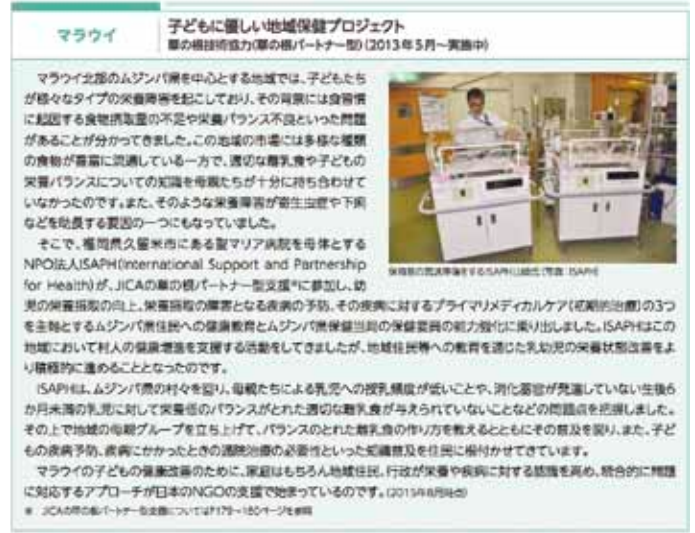 マラウイ
子どもに優しい地域保健プロジェクト
草の根技術協力(草の根パートナー型)(2013年5月~実施中)
マラウイ北部のムジンバ県を中心とする地域では、子どもたち
が様々なタイプの栄養障害を起こしており、その背景には食習慣
に起因する食物摂取量の不足や栄養バランス不良といった問題
があることが分かってきました。この地域の市場には多様な種類
の食物が豊富に流通している一方で、適切な離乳食や子どもの
栄養バランスについての知識を母親たちが十分に持ち合わせて
いなかったのです。また、そのような栄養障害が寄生虫症や下痢
などを助長する要因の一つにもなっていました。
そこで、福岡県久留米市にある聖マリア病院を母体とする
NPO法人ISAPH(International Support and Partnership
for Health)が、JICAの草の根パートナー型支援※に参加し、幼
児の栄養摂取の向上、栄養摂取の障害となる疾病の予防、その疾病に対するプライマリメディカルケア(初期的治療)の3つ
を主軸とするムジンバ県住民への健康教育とムジンバ県保健当局の保健要員の能力強化に乗り出しました。ISAPHはこの
地域において村人の健康増進を支援する活動をしてきましたが、地域住民等への教育を通じた乳幼児の栄養状態改善をよ
り積極的に進めることとなったのです。
ISAPHは、ムジンバ県の村々を回り、母親たちによる乳児への授乳頻度が低いことや、消化器官が発達していない生後6
か月未満の乳児に対して栄養価のバランスがとれた適切な離乳食が与えられていないことなどの問題点を把握しました。
その上で地域の母親グループを立ち上げて、バランスのとれた離乳食の作り方を教えるとともにその普及を図り、また、子ど
もの疾病予防、疾病にかかったときの通院治療の必要性といった知識普及を住民に根付かせてきています。
マラウイの子どもの健康改善のために、家庭はもちろん地域住民、行政が栄養や疾病に対する認識を高め、統合的に問題
に対応するアプローチが日本のNGOの支援で始まっているのです。(2015年8月時点)
※ JICAの草の根パートナー型支援については179~180ページを参照